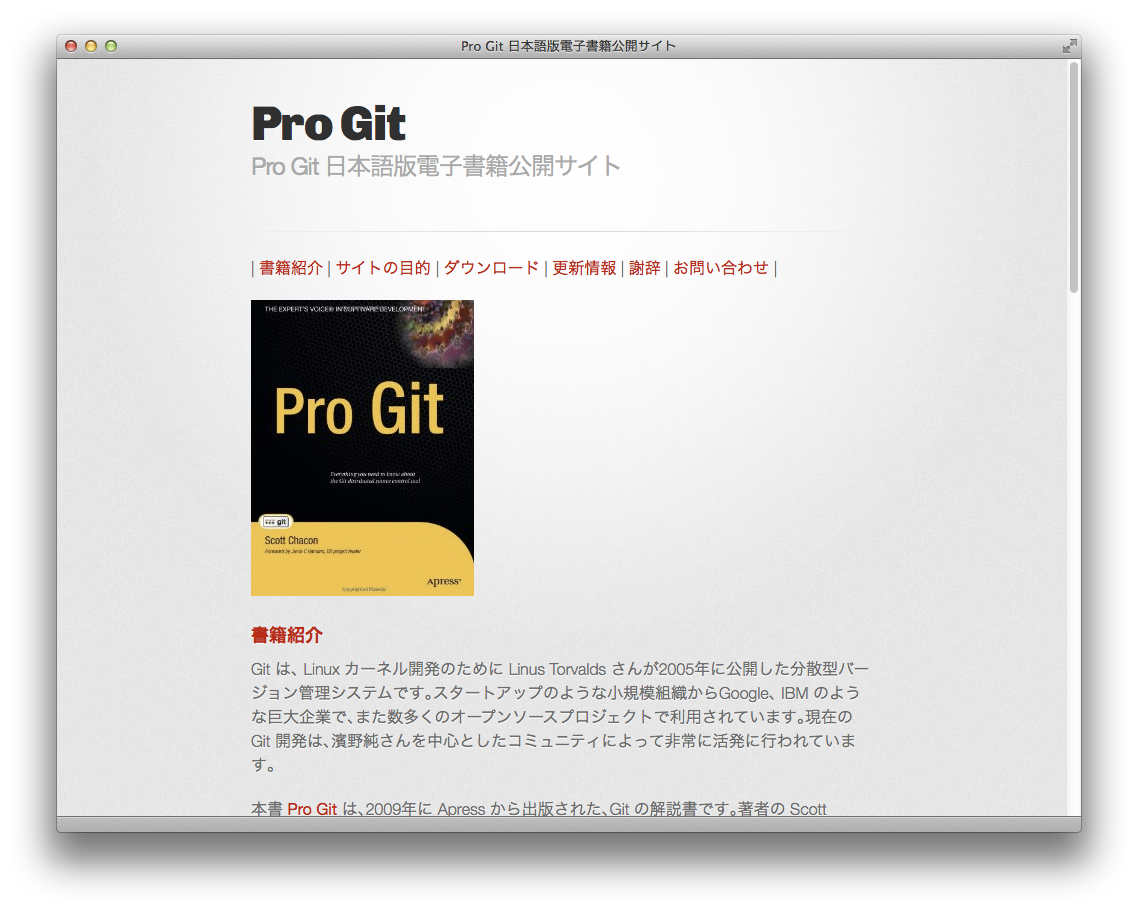 Pro Git 日本語版電子書籍公開サイト
Pro Git
Pro Git 日本語版電子書籍公開サイト
| 書籍紹介 | サイトの目的 | ダウンロード | 更新情報 | 謝辞 | お問い合わせ |
THE EXPERT'S VOICE® IN SOFTWARE DEVELOPMENT
Pro Git
Everything you need to know about
the Git distributed source control tool
git
Scott Chacon
Foreword by Junio C Hamano, Git project leader
Apress®
Copyrighted Material
書籍紹介
Git は、Linux カーネル開発のために Linus Torvalds さんが2005年に公開した分散型バー
ジョン管理システムです。スタートアップのような小規模組織からGoogle、IBM のよう
な巨大企業で、また数多くのオープンソースプロジェクトで利用されています。現在の
Git 開発は、濱野純さんを中心としたコミュニティによって非常に活発に行われていま
す。
本書 Pro Git は、2009年に Apress から出版された、Git の解説書です。著者の Scott